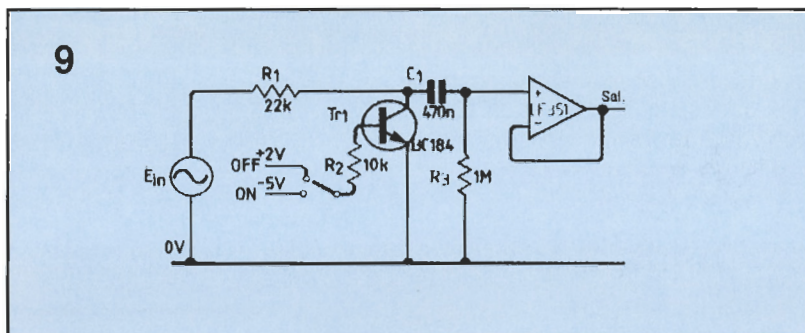 9
R1
22k
C1
470n
Tr1
BC184
LF351
+
−
Sal.
Ein
OFF
+2V
ON
−5V
R2
10k
R3
1M
0V